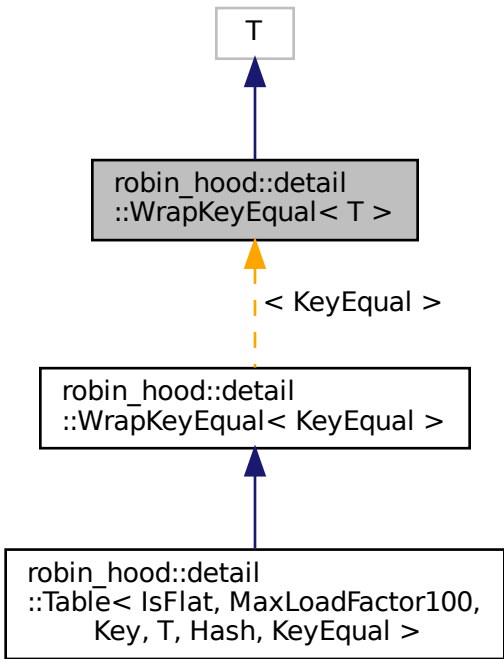 T
robin_hood::detail
::WrapKeyEqual< T >
< KeyEqual >
robin_hood::detail
::WrapKeyEqual< KeyEqual >
robin_hood::detail
::Table< IsFlat, MaxLoadFactor100,
Key, T, Hash, KeyEqual >